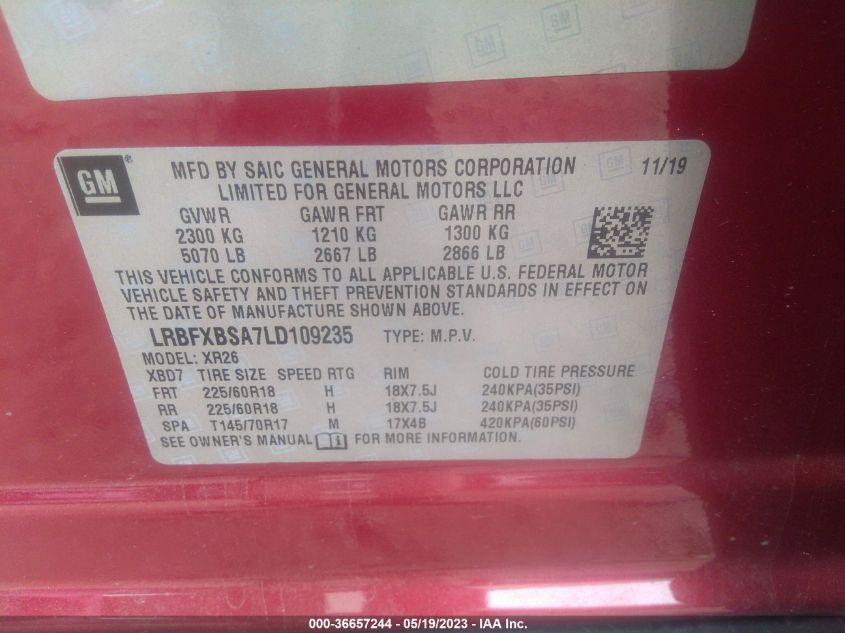 GM
GM ® MFD BY SAIC GENERAL MOTORS CORPORATION 11/19
LIMITED FOR GENERAL MOTORS LLC
GVWR GAWR FRT GAWR RR
2300 KG 1210 KG 1300 KG
5070 LB 2667 LB 2866 LB
THIS VEHICLE CONFORMS TO ALL APPLICABLE U.S. FEDERAL MOTOR
VEHICLE SAFETY AND THEFT PREVENTION STANDARDS IN EFFECT ON
THE DATE OF MANUFACTURE SHOWN ABOVE.
LRBFXBSA7LD109235 TYPE: M.P.V.
MODEL: XR26
XBD7 TIRE SIZE SPEED RTG RIM COLD TIRE PRESSURE
FRT 225/60R18 H 18X7.5J 240KPA(35PSI)
RR 225/60R18 H 18X7.5J 240KPA(35PSI)
SPA T145/70R17 M 17X4B 420KPA(60PSI)
SEE OWNER'S MANUAL FOR MORE INFORMATION.
000-36657244 — 05/19/2023 — IAA Inc.